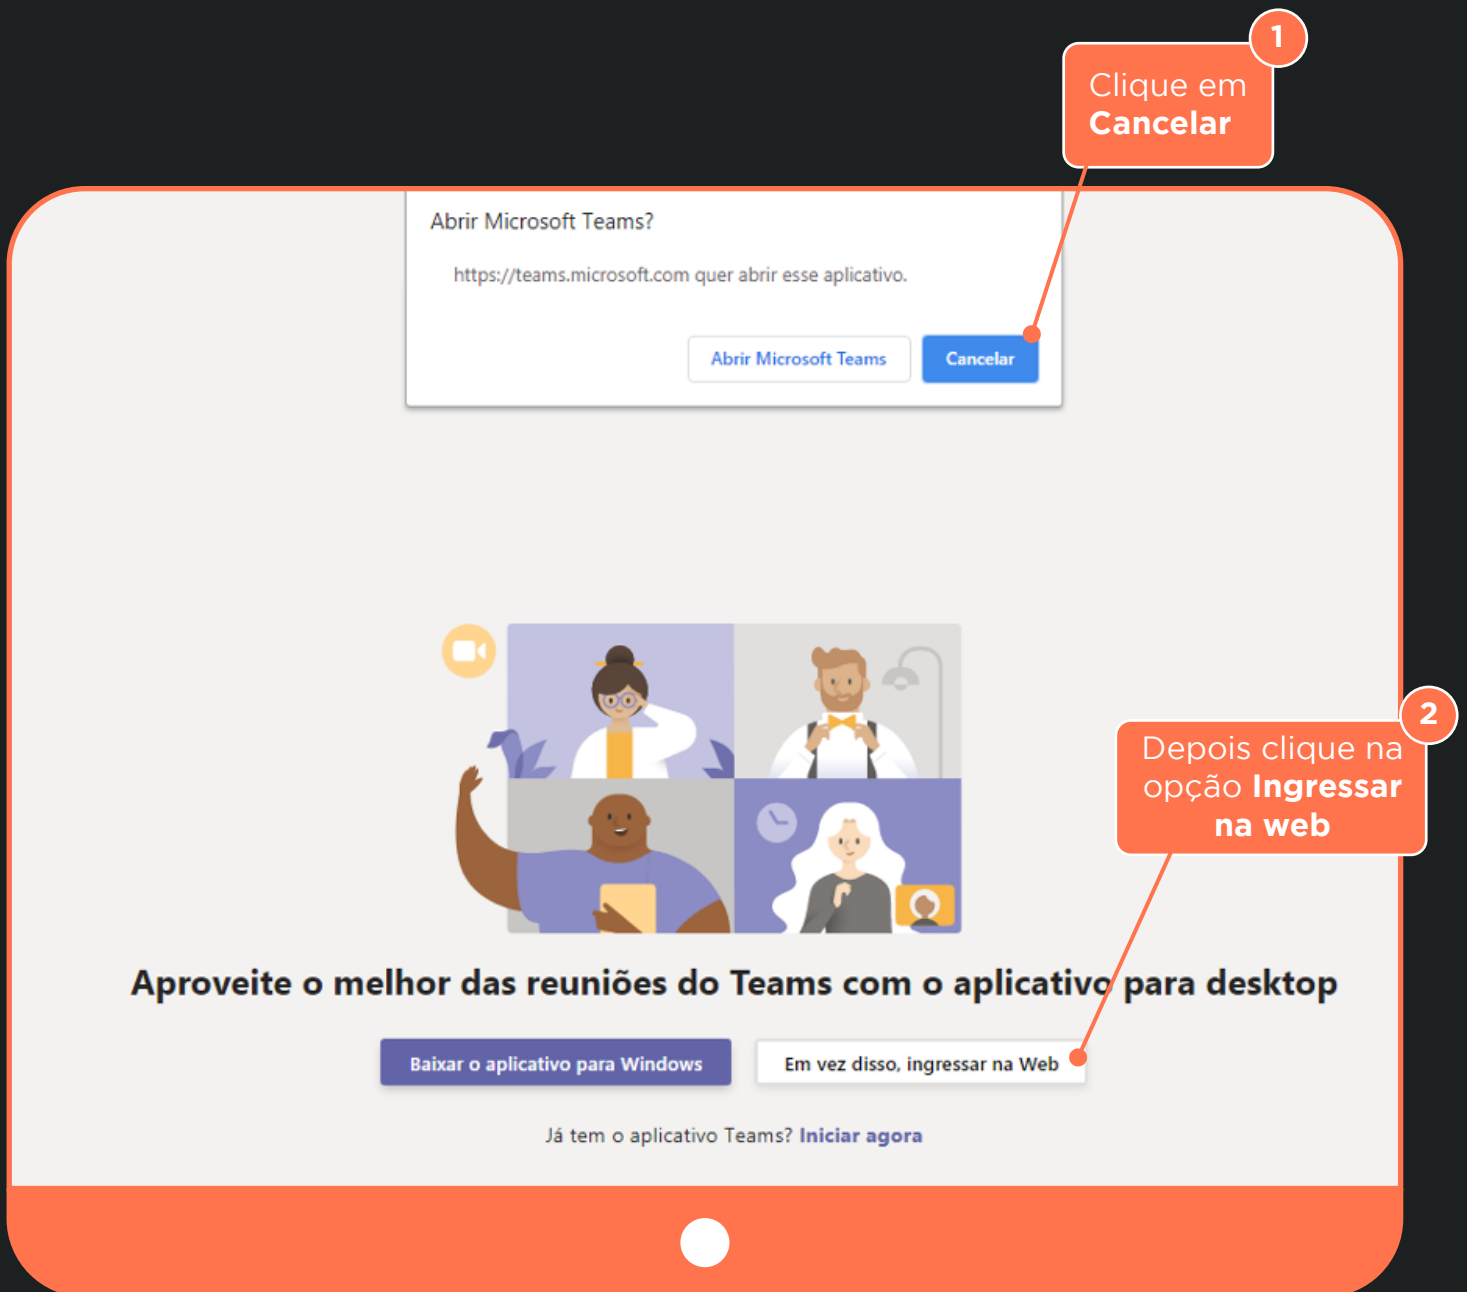 1
Clique em
Cancelar
Abrir Microsoft Teams?
https://teams.microsoft.com quer abrir esse aplicativo.
Abrir Microsoft Teams
Cancelar
2
Depois clique na
opção Ingressar
na web
Aproveite o melhor das reuniões do Teams com o aplicativo para desktop
Baixar o aplicativo para Windows
Em vez disso, ingressar na Web
Já tem o aplicativo Teams? Iniciar agora